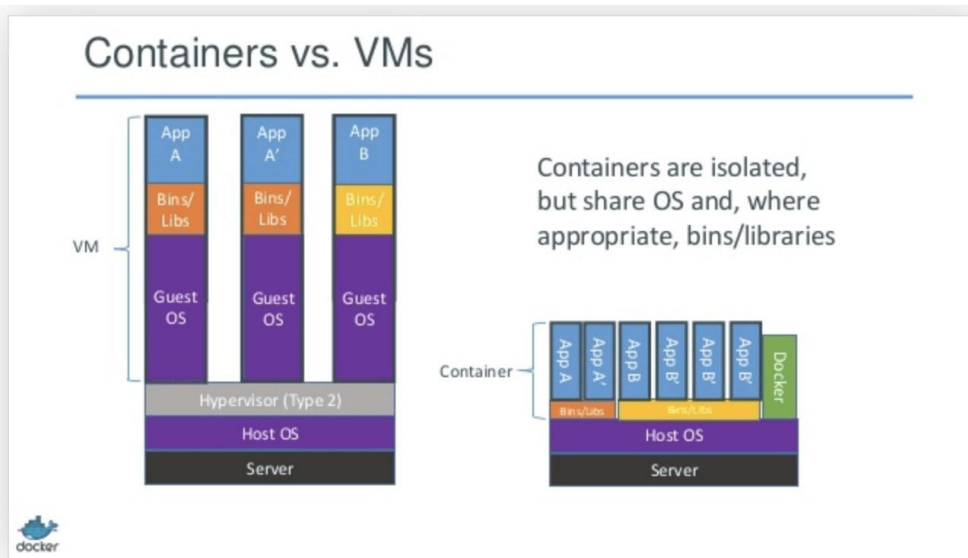 Containers vs. VMs
App
A
App
A'
App
B
Bins/
Libs
Bins/
Libs
Bins/
Libs
VM
Guest
OS
Guest
OS
Guest
OS
Hypervisor (Type 2)
Host OS
Server
Containers are isolated,
but share OS and, where
appropriate, bins/libraries
Container
App A
App A'
App B
App B'
App B'
App B'
Docker
Bins/Libs
Bins/Libs
Host OS
Server
docker